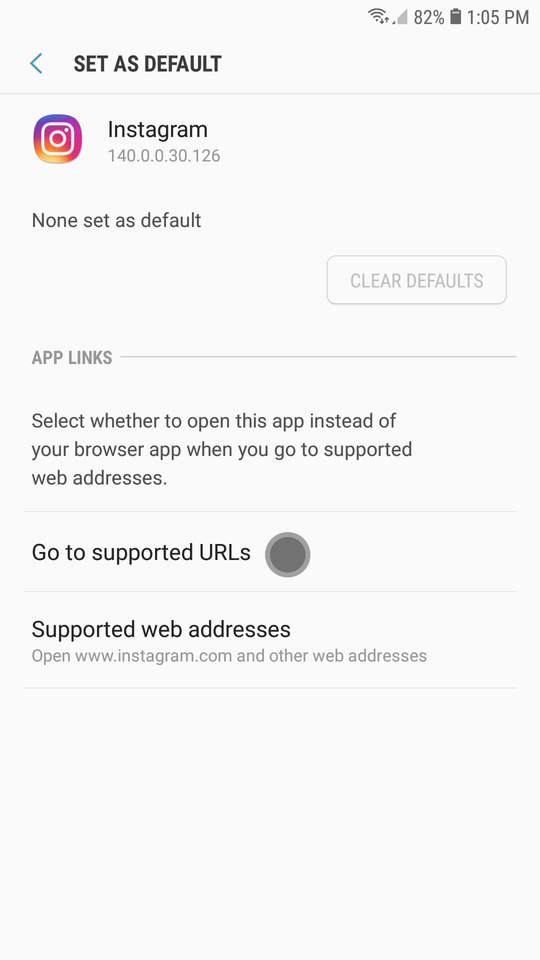 82% 1:05 PM
SET AS DEFAULT
Instagram
140.0.0.30.126
None set as default
CLEAR DEFAULTS
APP LINKS
Select whether to open this app instead of
your browser app when you go to supported
web addresses.
Go to supported URLs
Supported web addresses
Open www.instagram.com and other web addresses